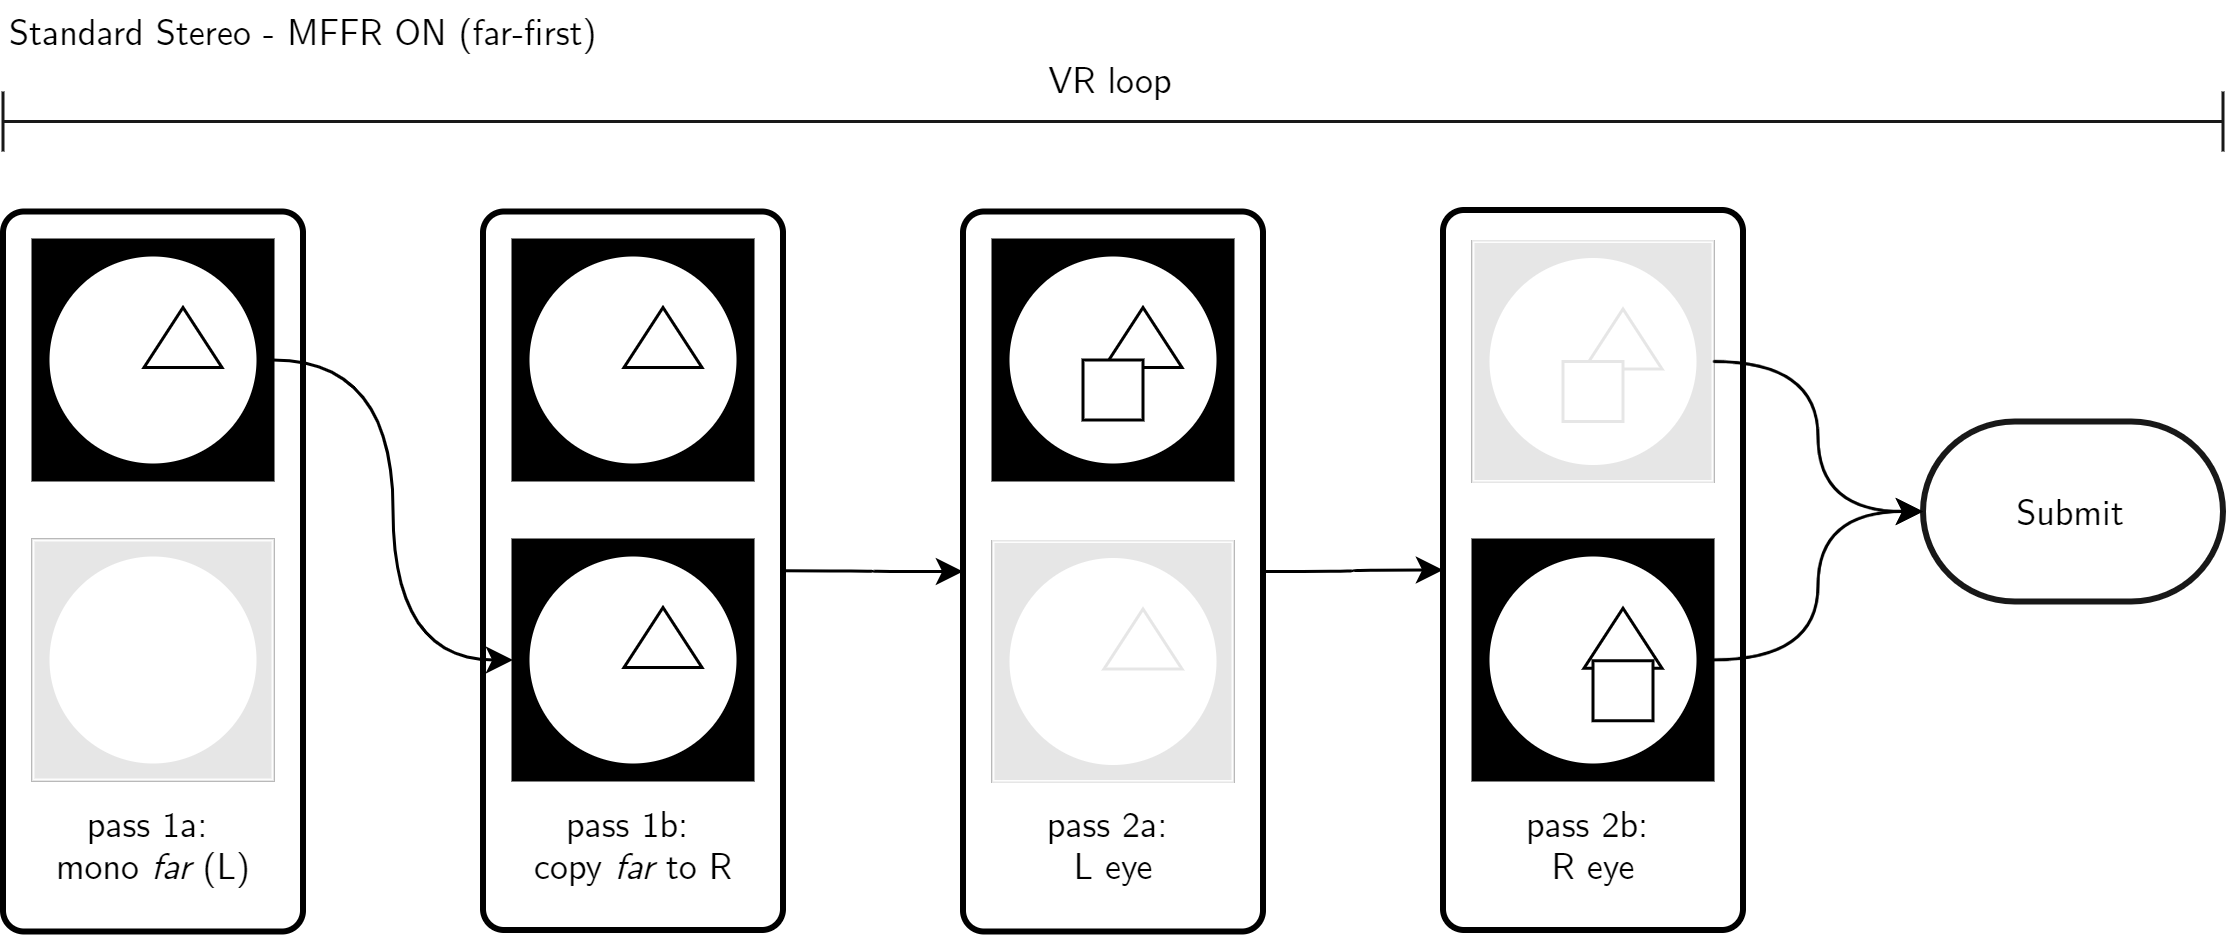 Standard Stereo - MFFR ON (far-first)
VR loop
pass 1a:
mono far (L)
pass 1b:
copy far to R
pass 2a:
L eye
pass 2b:
R eye
Submit